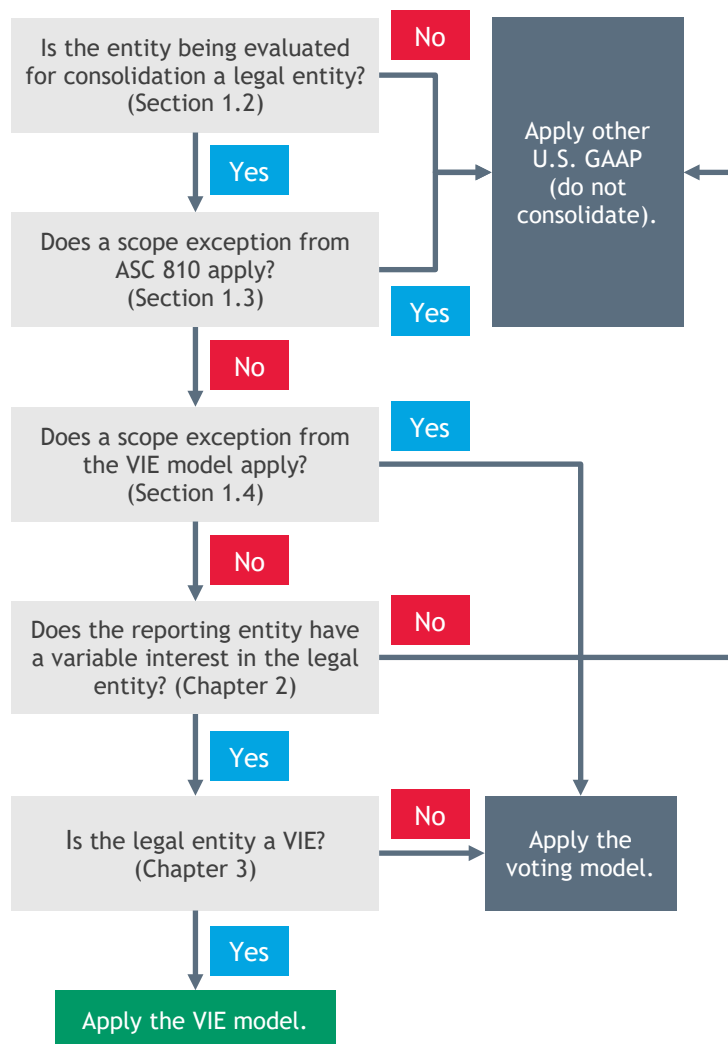 Is the entity being evaluated
for consolidation a legal entity?
(Section 1.2)
No
Yes
Apply other
U.S. GAAP
(do not
consolidate).
Does a scope exception from
ASC 810 apply?
(Section 1.3)
Yes
No
Does a scope exception from
the VIE model apply?
(Section 1.4)
Yes
No
Does the reporting entity have
a variable interest in the legal
entity? (Chapter 2)
No
Yes
Is the legal entity a VIE?
(Chapter 3)
No
Apply the
voting model.
Yes
Apply the VIE model.